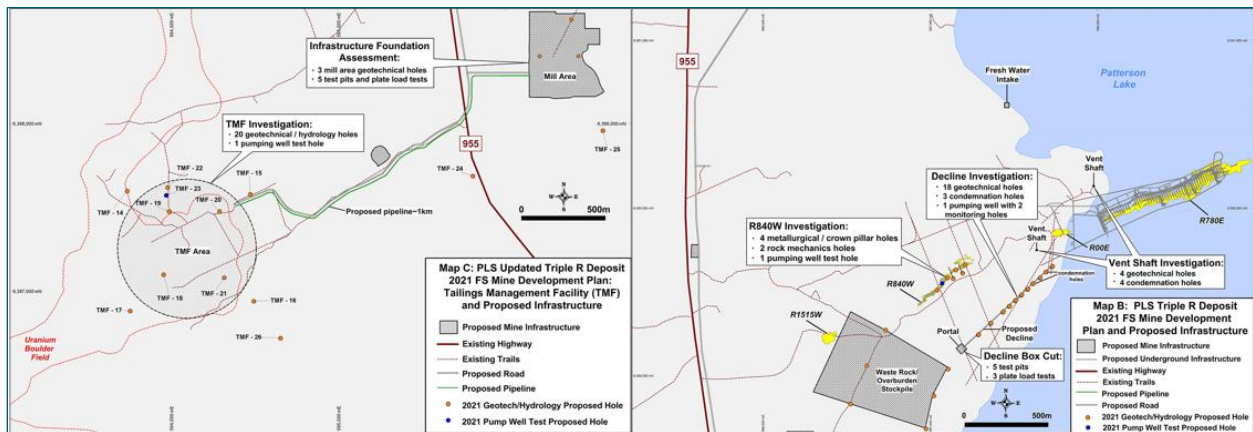 Infrastructure Foundation
Assessment:
· 3 mill area geotechnical holes
· 5 test pits and plate load tests
Mill Area
TMF Investigation:
· 20 geotechnical / hydrology holes
· 1 pumping well test hole
955
TMF - 25
TMF - 24
TMF - 22
TMF - 23
TMF - 15
TMF - 14
TMF - 19
TMF - 20
Proposed pipeline~1km
TMF Area
TMF - 18
TMF - 21
TMF - 16
TMF - 17
TMF - 26
Uranium
Boulder
Field
N
W E
S
0 500m
Map C: PLS Updated Triple R Deposit
2021 FS Mine Development Plan:
Tailings Management Facility (TMF)
and Proposed Infrastructure
Proposed Mine Infrastructure
Existing Highway
Existing Trails
Proposed Road
Proposed Pipeline
2021 Geotech/Hydrology Proposed Hole
2021 Pump Well Test Proposed Hole
955
Fresh Water
Intake
Patterson
Lake
Vent
Shaft
Decline Investigation:
· 18 geotechnical holes
· 3 condemnation holes
· 1 pumping well with 2
monitoring holes
R780E
R840W Investigation:
· 4 metallurgical / crown pillar holes
· 2 rock mechanics holes
· 1 pumping well test hole
Vent
Shaft
R00E
Vent Shaft Investigation:
· 4 geotechnical holes
· 4 condemnation holes
condemnation
holes
R840W
R1515W
Proposed
Decline
Portal
Decline Box Cut:
· 5 test pits
· 3 plate load tests
Waste Rock/
Overburden
Stockpile
N
W E
S
0 500m
Map B: PLS Triple R Deposit
2021 FS Mine Development
Plan and Proposed Infrastructure
Proposed Mine Infrastructure
Proposed Underground Infrastructure
Existing Highway
Existing Trails
Proposed Pipeline
Proposed Road
2021 Geotech/Hydrology Proposed Hole
2021 Pump Well Test Proposed Hole